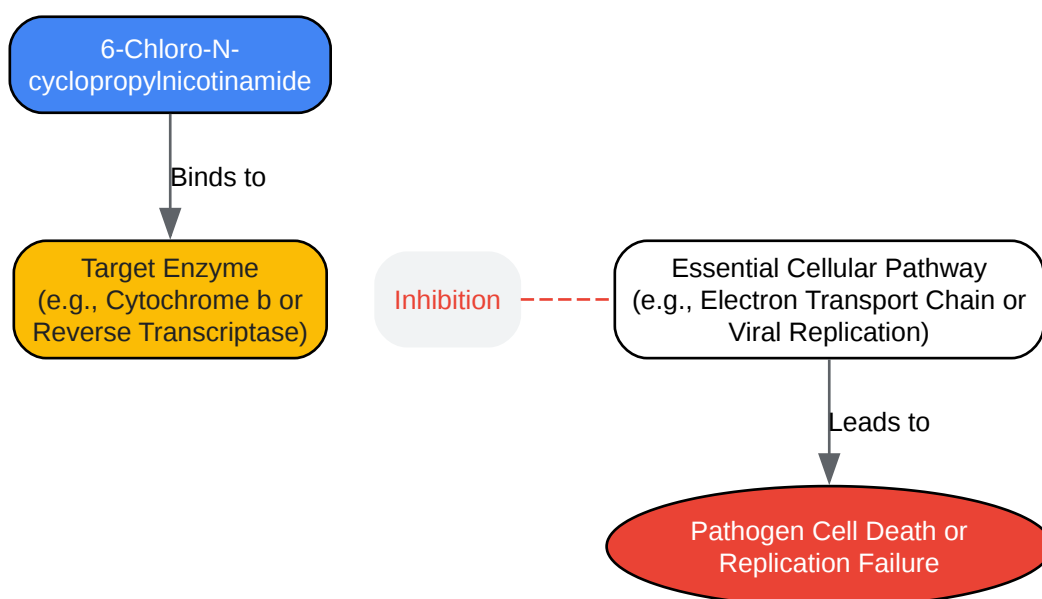 6-Chloro-N-
cyclopropylnicotinamide
Binds to
Target Enzyme
(e.g., Cytochrome b or
Reverse Transcriptase)
Inhibition
Essential Cellular Pathway
(e.g., Electron Transport Chain or
Viral Replication)
Leads to
Pathogen Cell Death or
Replication Failure